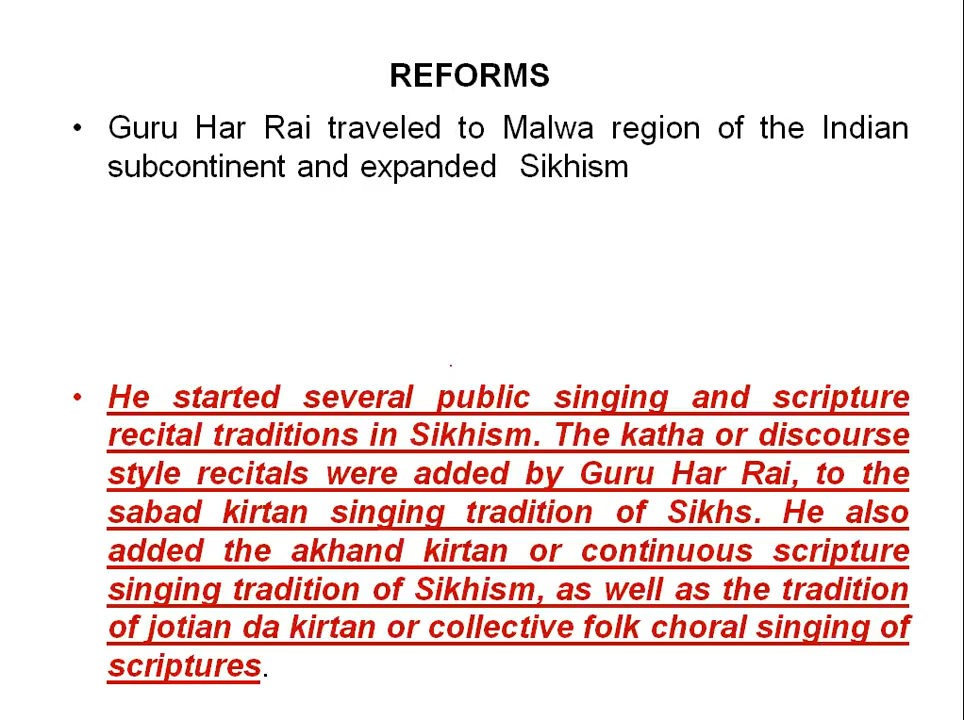 REFORMS
• Guru Har Rai traveled to Malwa region of the Indian
subcontinent and expanded Sikhism
• He started several public singing and scripture
recital traditions in Sikhism. The katha or discourse
style recitals were added by Guru Har Rai, to the
sabad kirtan singing tradition of Sikhs. He also
added the akhand kirtan or continuous scripture
singing tradition of Sikhism, as well as the tradition
of jotian da kirtan or collective folk choral singing of
scriptures.